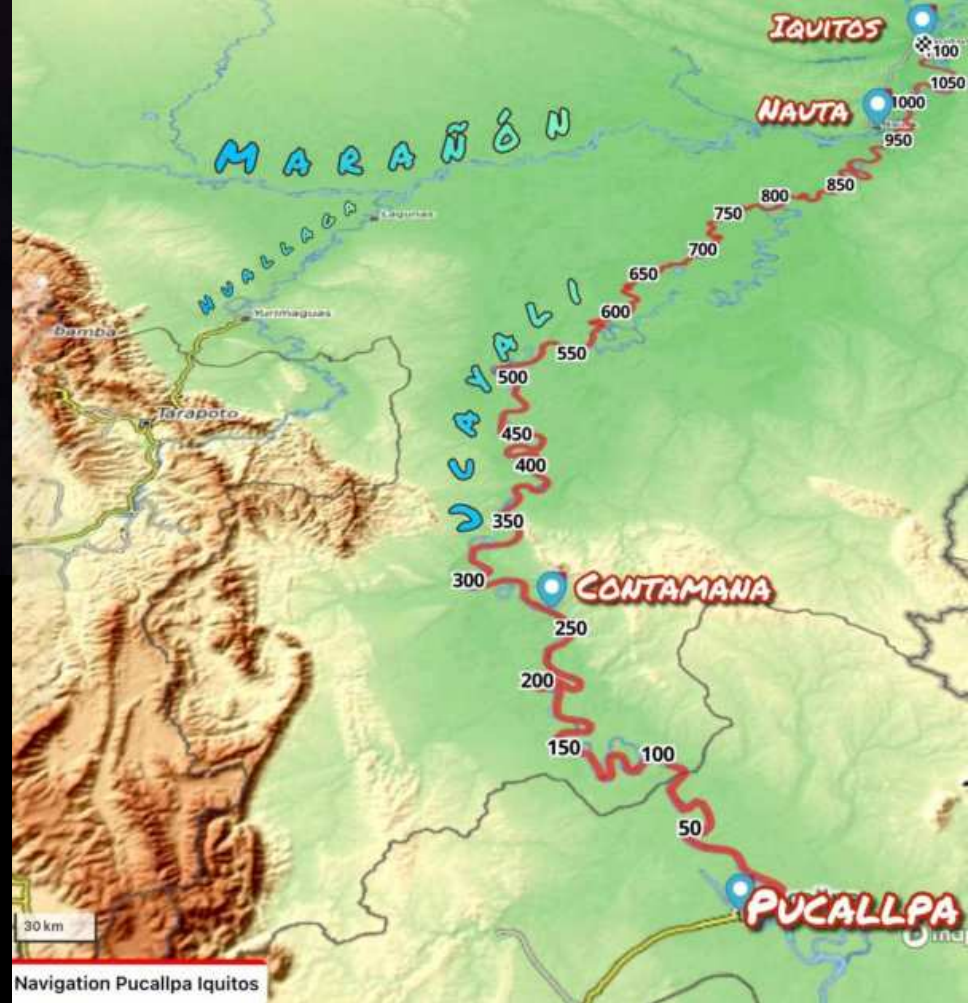 IQUITOS
100
1050
NAUTA
1000
950
MARAÑÓN
850
800
750
Lagunas
700
HUALLAGA
650
600
Yurimaguas
bamba
550
500
UCAYALI
Tarapoto
450
400
350
300
CONTAMANA
250
200
150
100
50
PUCALLPA
30 km
Navigation Pucallpa Iquitos